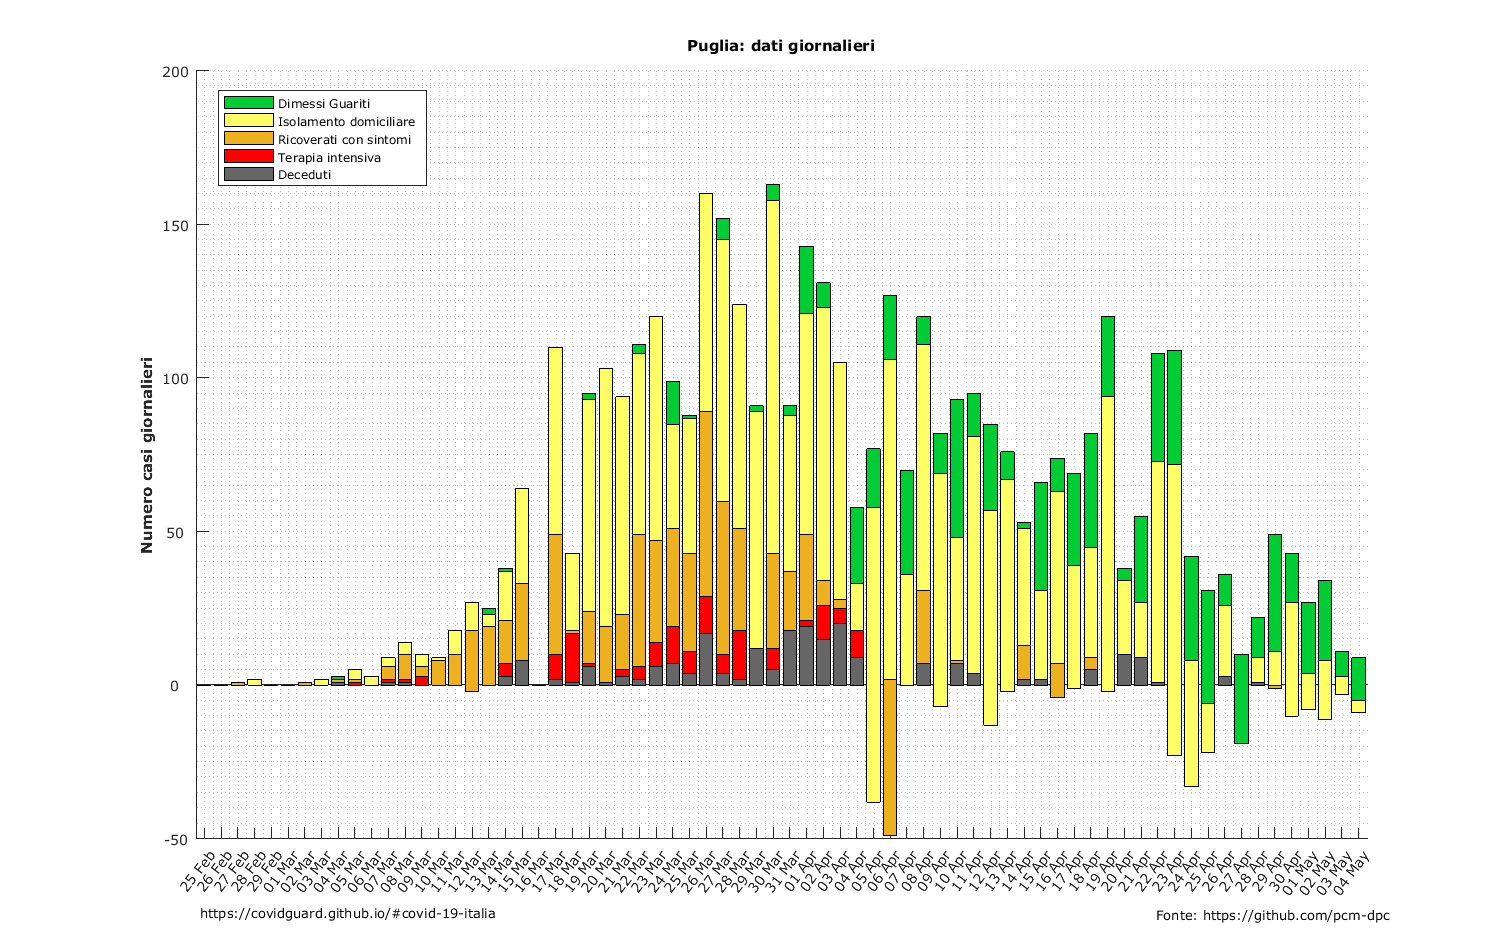 Puglia: dati giornalieri
200
150
100
50
0
-50
Numero casi giornalieri
Dimessi Guariti
Isolamento domiciliare
Ricoverati con sintomi
Terapia intensiva
Deceduti
25 Feb
26 Feb
27 Feb
28 Feb
29 Feb
01 Mar
02 Mar
03 Mar
04 Mar
05 Mar
06 Mar
07 Mar
08 Mar
09 Mar
10 Mar
11 Mar
12 Mar
13 Mar
14 Mar
15 Mar
16 Mar
17 Mar
18 Mar
19 Mar
20 Mar
21 Mar
22 Mar
23 Mar
24 Mar
25 Mar
26 Mar
27 Mar
28 Mar
29 Mar
30 Mar
31 Mar
01 Apr
02 Apr
03 Apr
04 Apr
05 Apr
06 Apr
07 Apr
08 Apr
09 Apr
10 Apr
11 Apr
12 Apr
13 Apr
14 Apr
15 Apr
16 Apr
17 Apr
18 Apr
19 Apr
20 Apr
21 Apr
22 Apr
23 Apr
24 Apr
25 Apr
26 Apr
27 Apr
28 Apr
29 Apr
30 Apr
01 May
02 May
03 May
04 May
https://covidguard.github.io/#covid-19-italia
Fonte: https://github.com/pcm-dpc